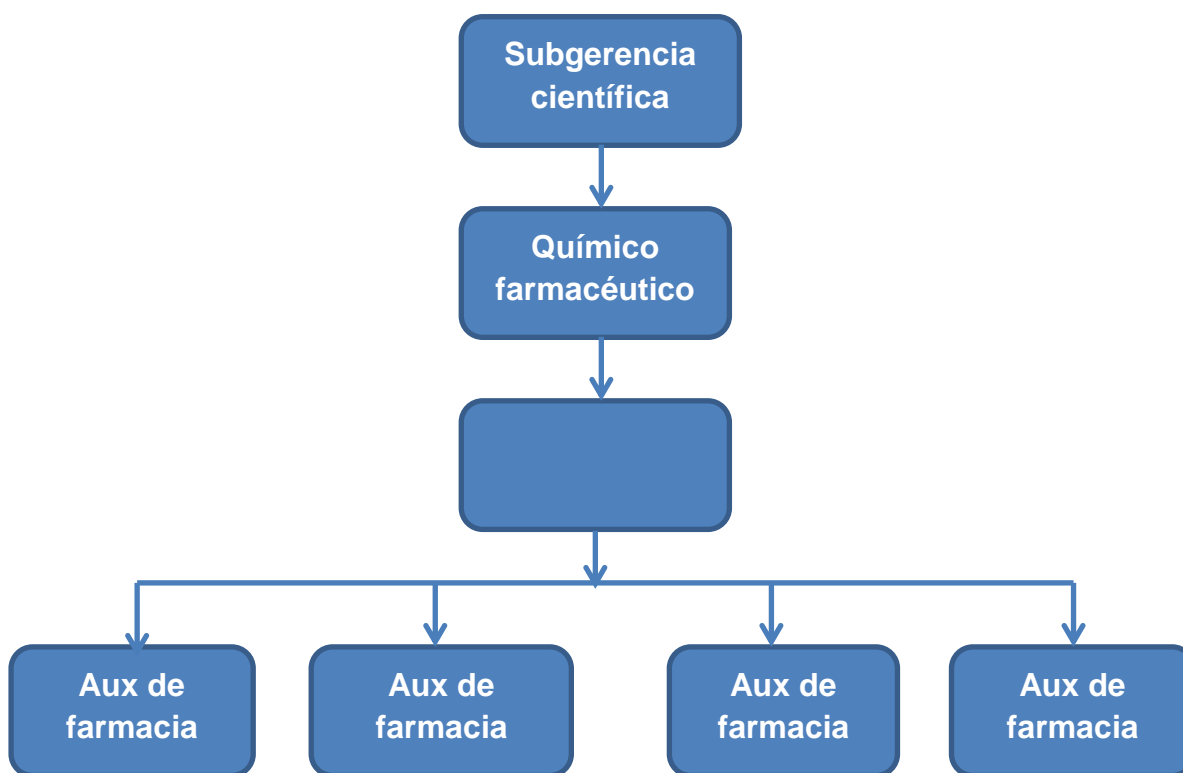 Subgerencia
científica
Químico
farmacéutico
Aux de
farmacia
Aux de
farmacia
Aux de
farmacia
Aux de
farmacia